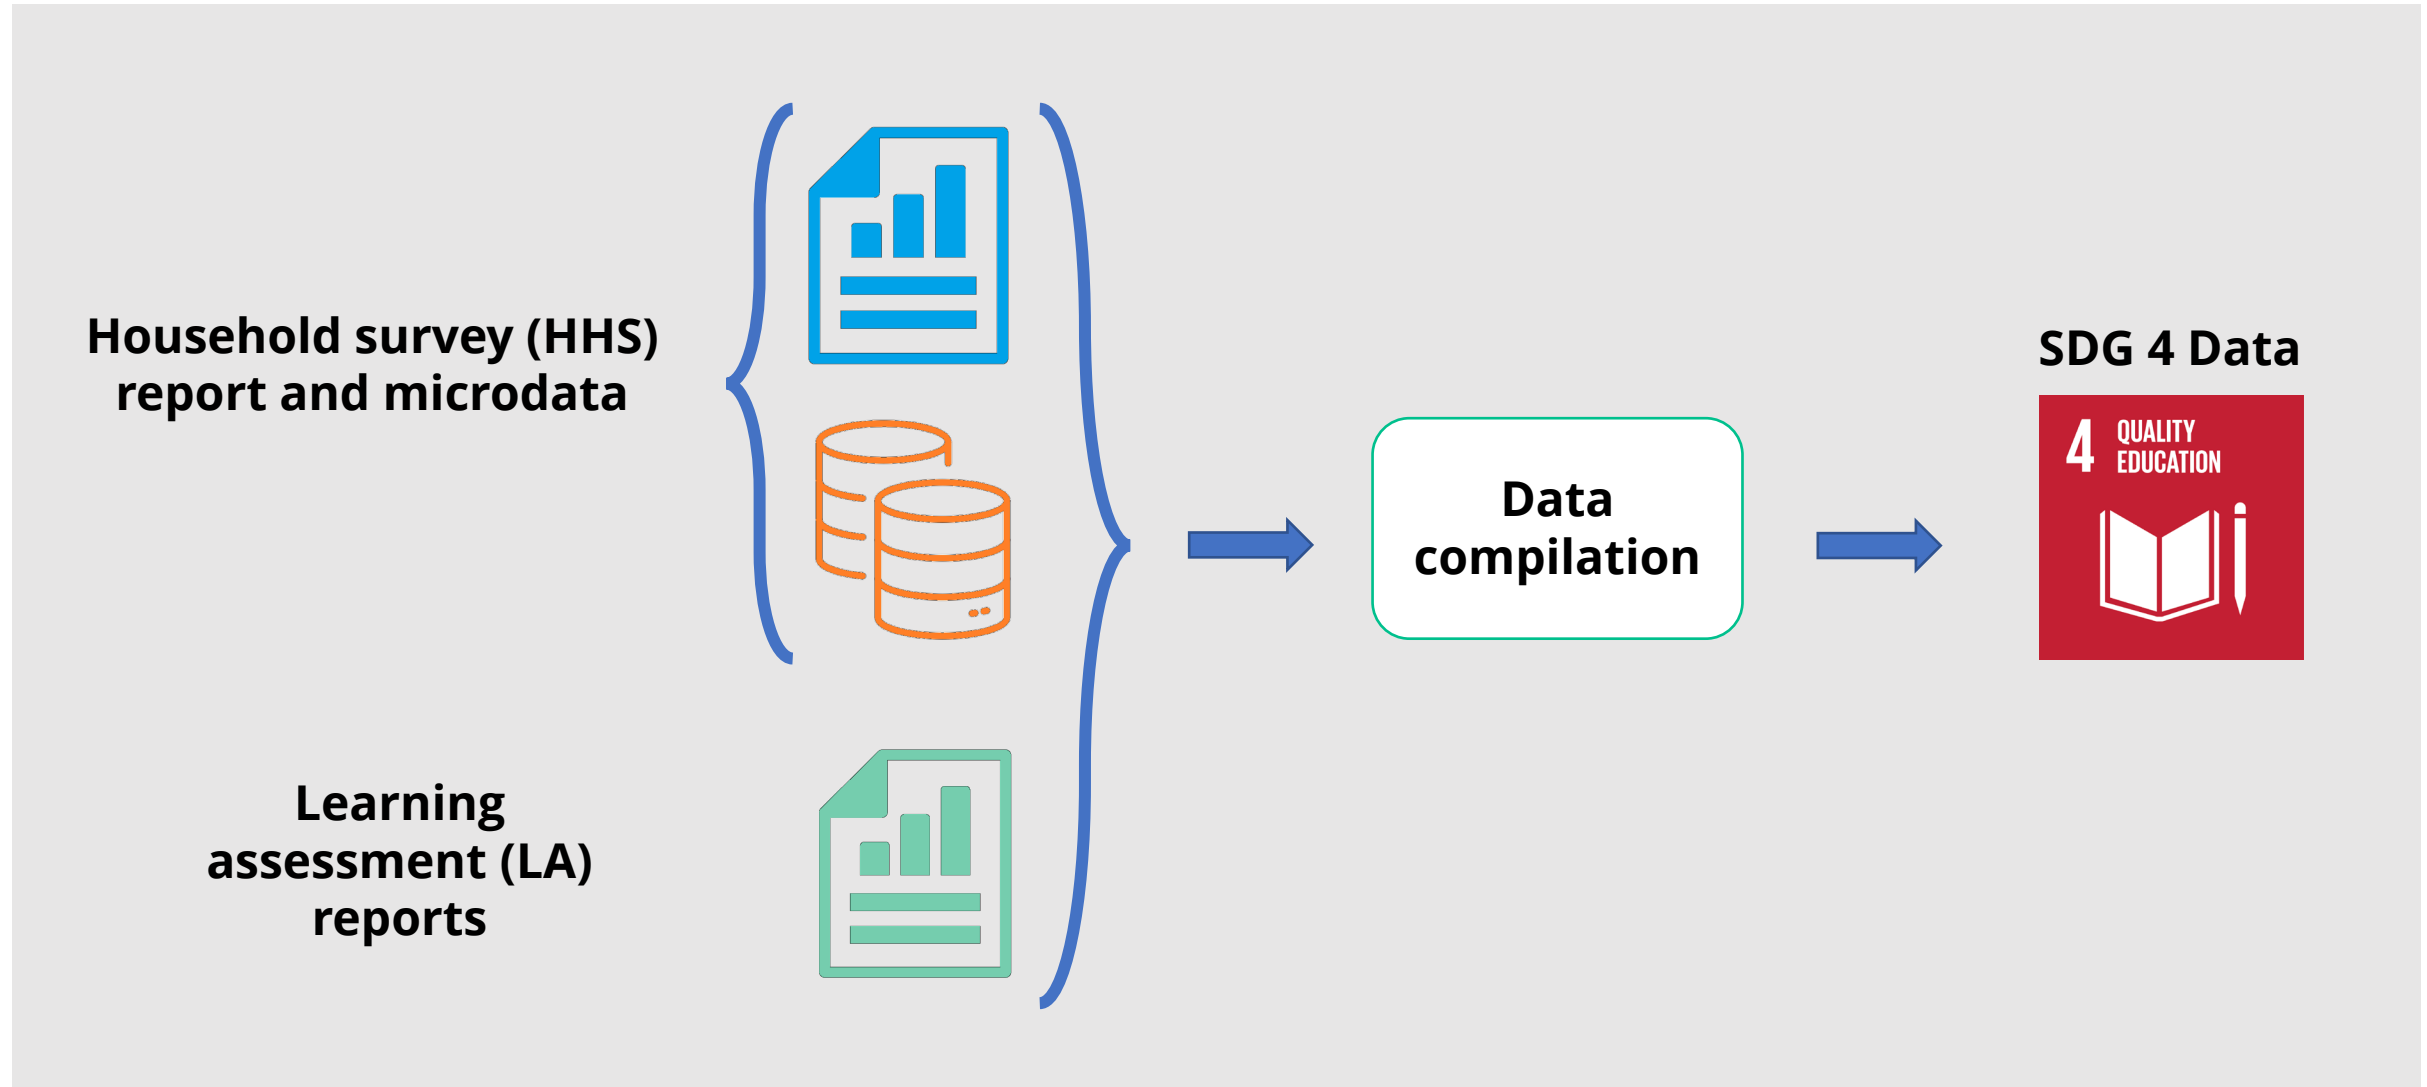 Household survey (HHS)
report and microdata
Learning
assessment (LA)
reports
Data
compilation
SDG 4 Data
4 QUALITY
EDUCATION